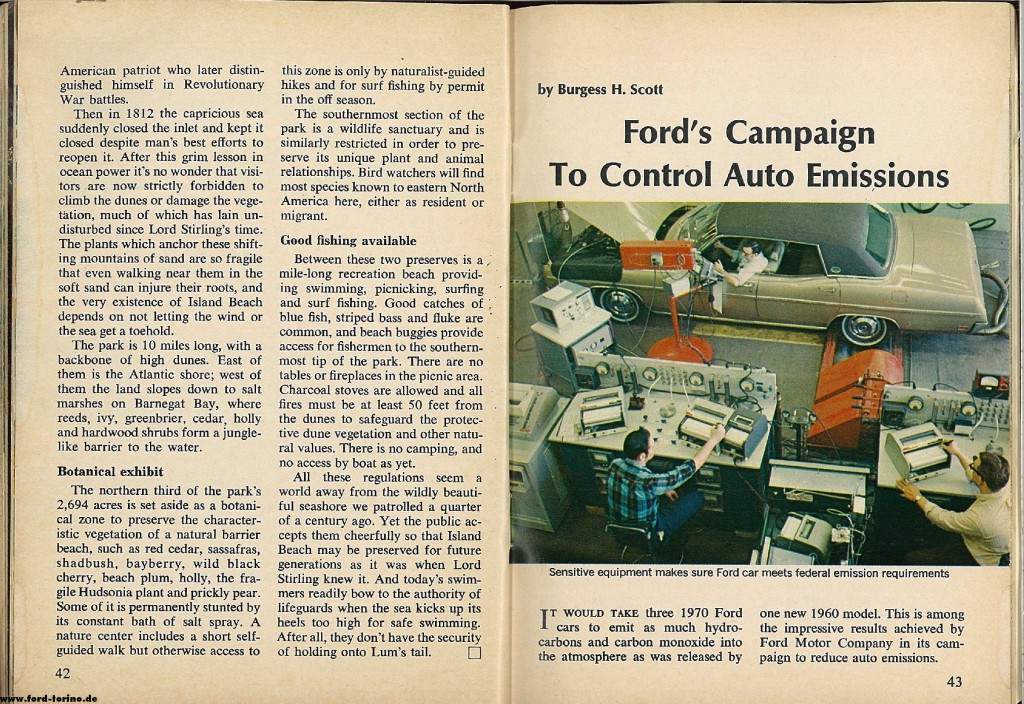 American patriot who later distin-
guished himself in Revolutionary
War battles.
Then in 1812 the capricious sea
suddenly closed the inlet and kept it
closed despite man's best efforts to
reopen it. After this grim lesson in
ocean power it's no wonder that visi-
tors are now strictly forbidden to
climb the dunes or damage the vege-
tation, much of which has lain un-
disturbed since Lord Stirling's time.
The plants which anchor these shift-
ing mountains of sand are so fragile
that even walking near them in the
soft sand can injure their roots, and
the very existence of Island Beach
depends on not letting the wind or
the sea get a toehold.
The park is 10 miles long, with a
backbone of high dunes. East of
them is the Atlantic shore; west of
them the land slopes down to salt
marshes on Barnegat Bay, where
reeds, ivy, greenbrier, cedar, holly
and hardwood shrubs form a jungle-
like barrier to the water.
Botanical exhibit
The northern third of the park's
2,694 acres is set aside as a botani-
cal zone to preserve the character-
istic vegetation of a natural barrier
beach, such as red cedar, sassafras,
shadbush, bayberry, wild black
cherry, beach plum, holly, the fra-
gile Hudsonia plant and prickly pear.
Some of it is permanently stunted by
its constant bath of salt spray. A
nature center includes a short self-
guided walk but otherwise access to
42
this zone is only by naturalist-guided
hikes and for surf fishing by permit
in the off season.
The southernmost section of the
park is a wildlife sanctuary and is
similarly restricted in order to pre-
serve its unique plant and animal
relationships. Bird watchers will find
most species known to eastern North
America here, either as resident or
migrant.
Good fishing available
Between these two preserves is a
mile-long recreation beach provid-
ing swimming, picnicking, surfing
and surf fishing. Good catches of
blue fish, striped bass and fluke are
common, and beach buggies provide
access for fishermen to the southern-
most tip of the park. There are no
tables or fireplaces in the picnic area.
Charcoal stoves are allowed and all
fires must be at least 50 feet from
the dunes to safeguard the protec-
tive dune vegetation and other natu-
ral values. There is no camping, and
no access by boat as yet.
All these regulations seem a
world away from the wildly beauti-
ful seashore we patrolled a quarter
of a century ago. Yet the public ac-
cepts them cheerfully so that Island
Beach may be preserved for future
generations as it was when Lord
Stirling knew it. And today's swim-
mers readily bow to the authority of
lifeguards when the sea kicks up its
heels too high for safe swimming.
After all, they don't have the security
of holding onto Lum's tail.
by Burgess H. Scott
Ford's Campaign
To Control Auto Emissions
Sensitive equipment makes sure Ford car meets federal emission requirements
IT WOULD TAKE three 1970 Ford
cars to emit as much hydro-
carbons and carbon monoxide into
the atmosphere as was released by
one new 1960 model. This is among
the impressive results achieved by
Ford Motor Company in its cam-
paign to reduce auto emissions.
43
www.ford-torino.de